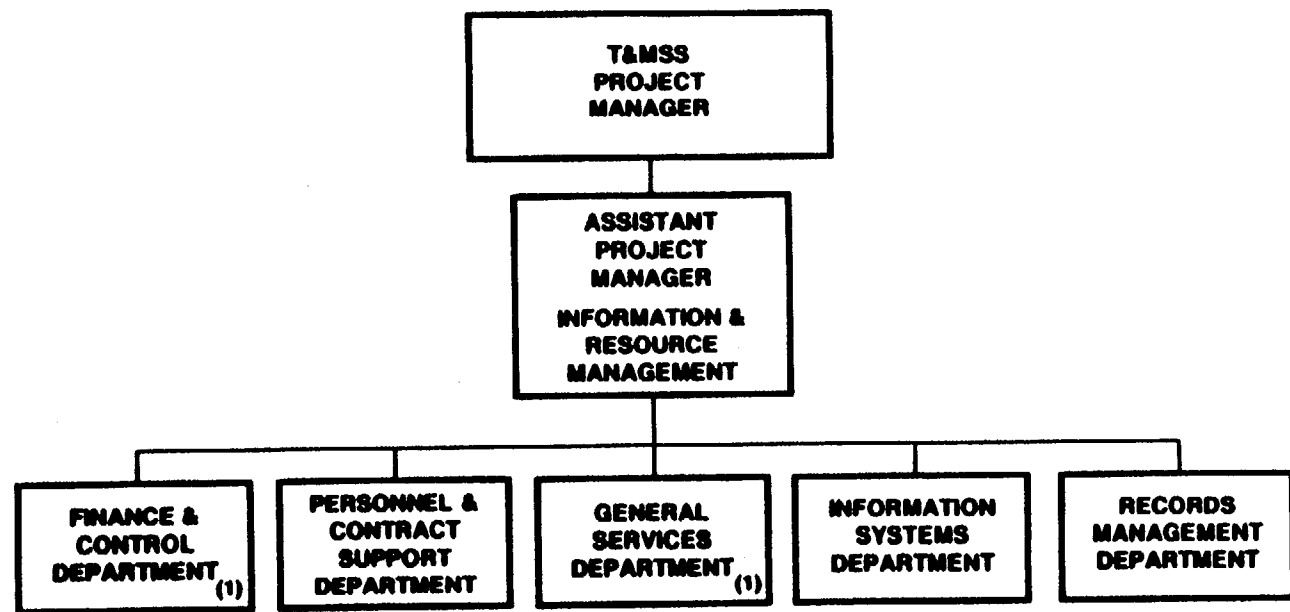 T&MSS
PROJECT
MANAGER
ASSISTANT
PROJECT
MANAGER
INFORMATION &
RESOURCE
MANAGEMENT
FINANCE &
CONTROL
DEPARTMENT
(1)
PERSONNEL &
CONTRACT
SUPPORT
DEPARTMENT
GENERAL
SERVICES
DEPARTMENT
(1)
INFORMATION
SYSTEMS
DEPARTMENT
RECORDS
MANAGEMENT
DEPARTMENT